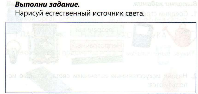 Выполни задание.
Нарисуй естественный источник света.